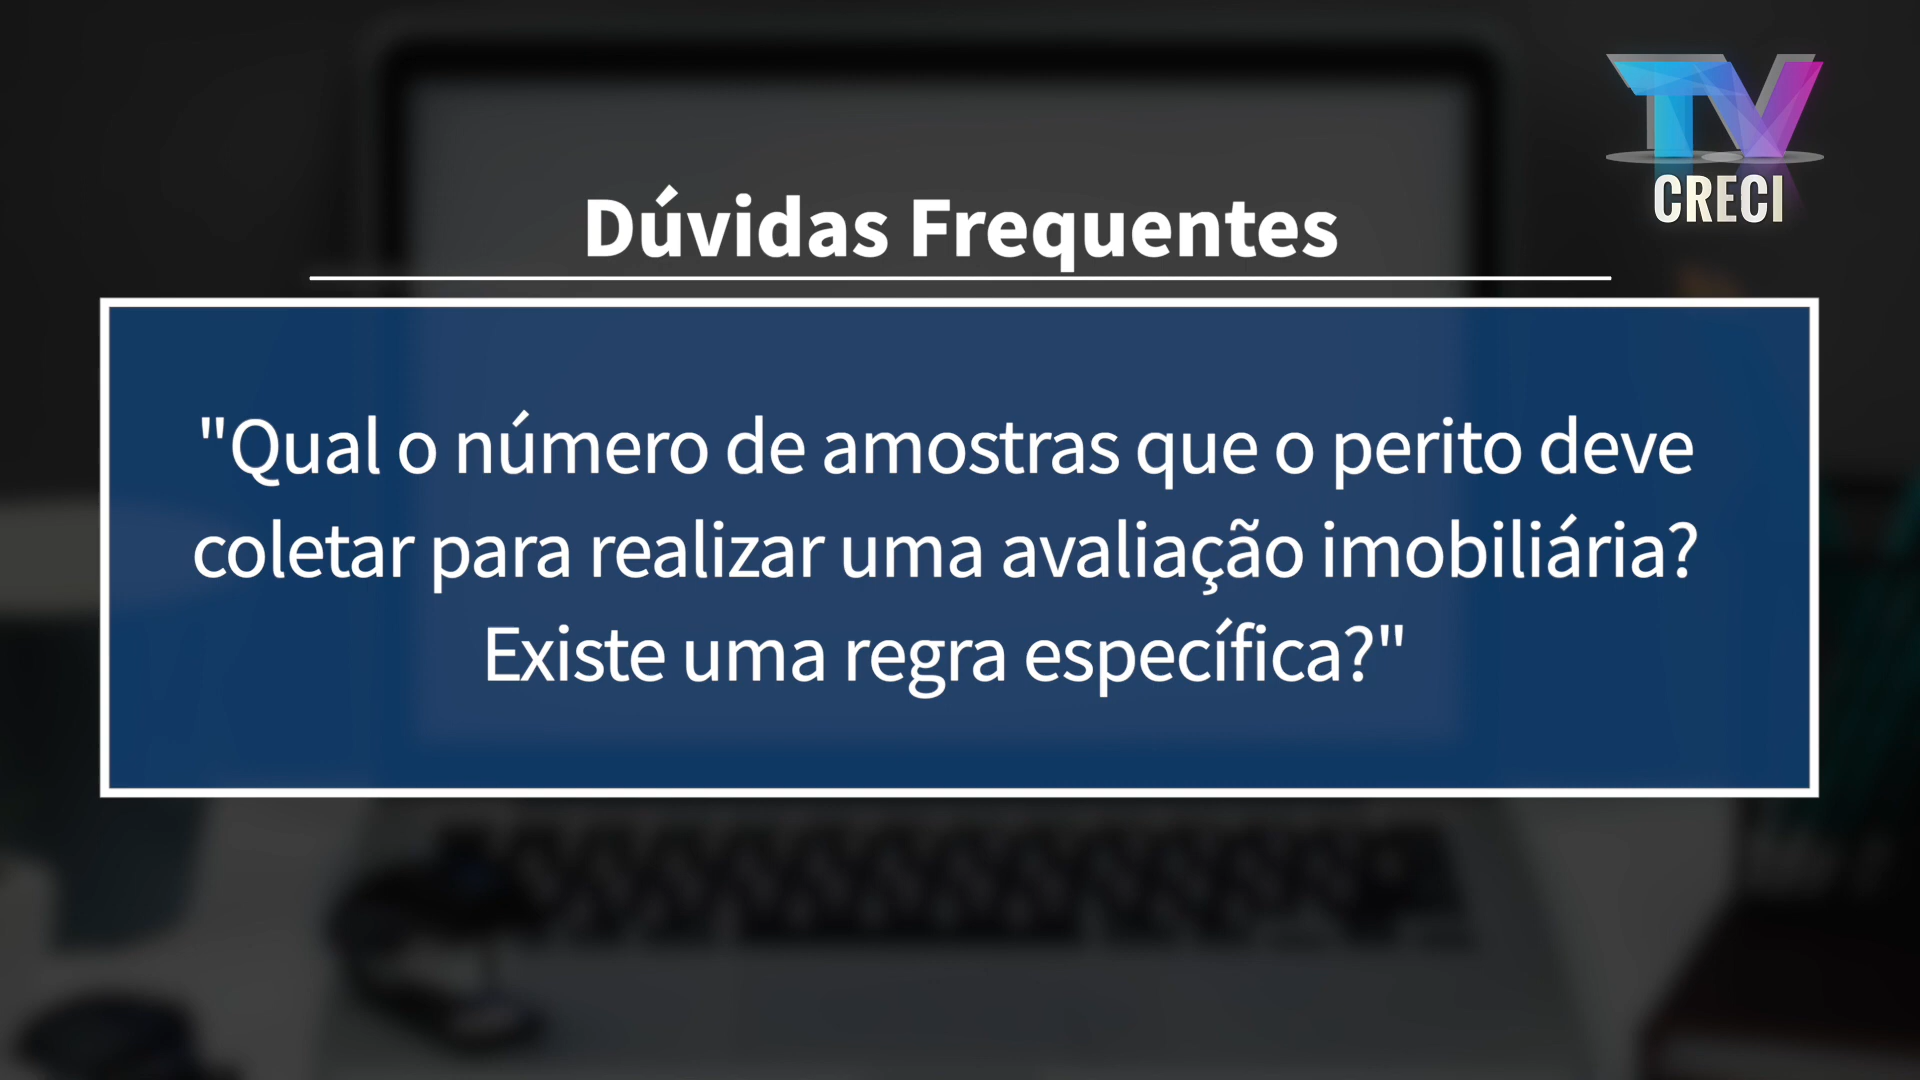 TV
CRECI
Dúvidas Frequentes
"Qual o número de amostras que o perito deve
coletar para realizar uma avaliação imobiliária?
Existe uma regra específica?"